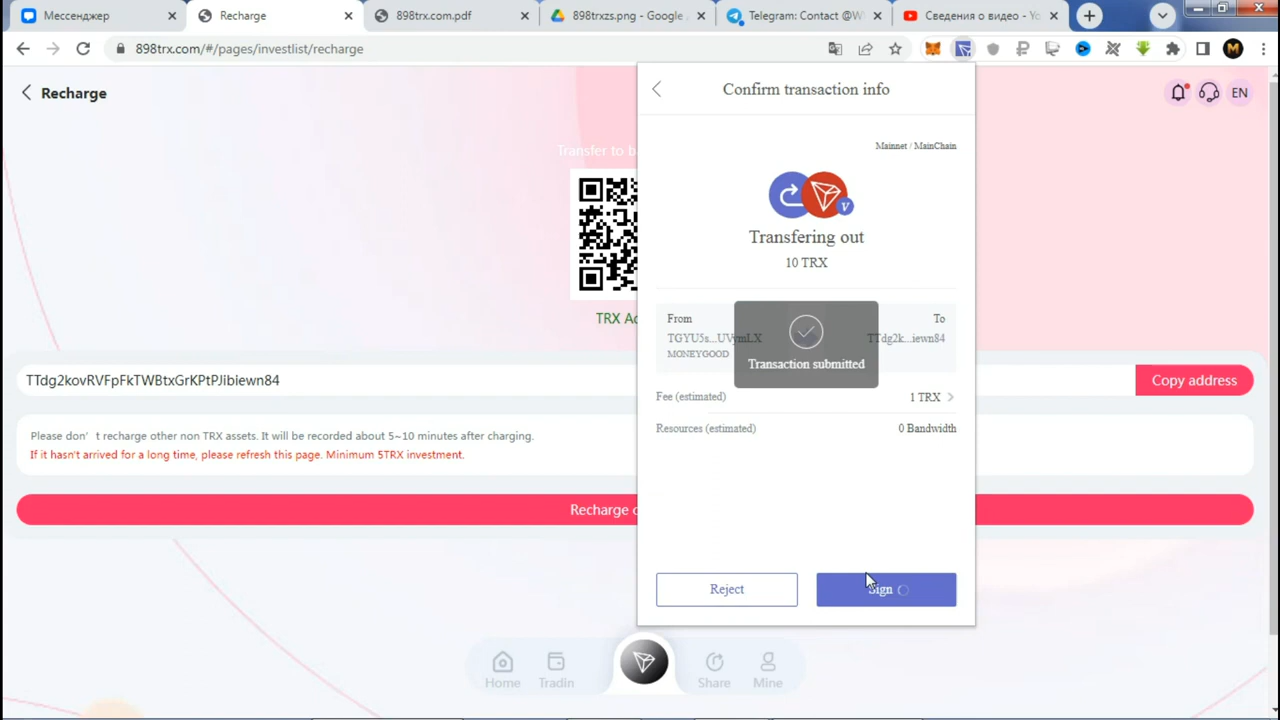 Мессенджер
Recharge
898trx.com.pdf
898trxzs.png - Google
Telegram: Contact @W
Сведения о видео - Yo
898trx.com/#/pages/investlist/recharge
M
Recharge
EN
Transfer to b
TRX Ad
TTdg2kovRVFpFkTWBtxGrKPtPJibiewn84
Copy address
Please don't recharge other non TRX assets. It will be recorded about 5~10 minutes after charging.
If it hasn't arrived for a long time, please refresh this page. Minimum 5TRX investment.
Recharge
Home
Tradin
Share
Mine
Confirm transaction info
Mainnet / MainChain
V
Transfering out
10 TRX
From
To
TGYU5s...UVymLX
TTdg2k...iewn84
MONEYGOOD
Transaction submitted
Fee (estimated)
1 TRX
Resources (estimated)
0 Bandwidth
Reject
Sign